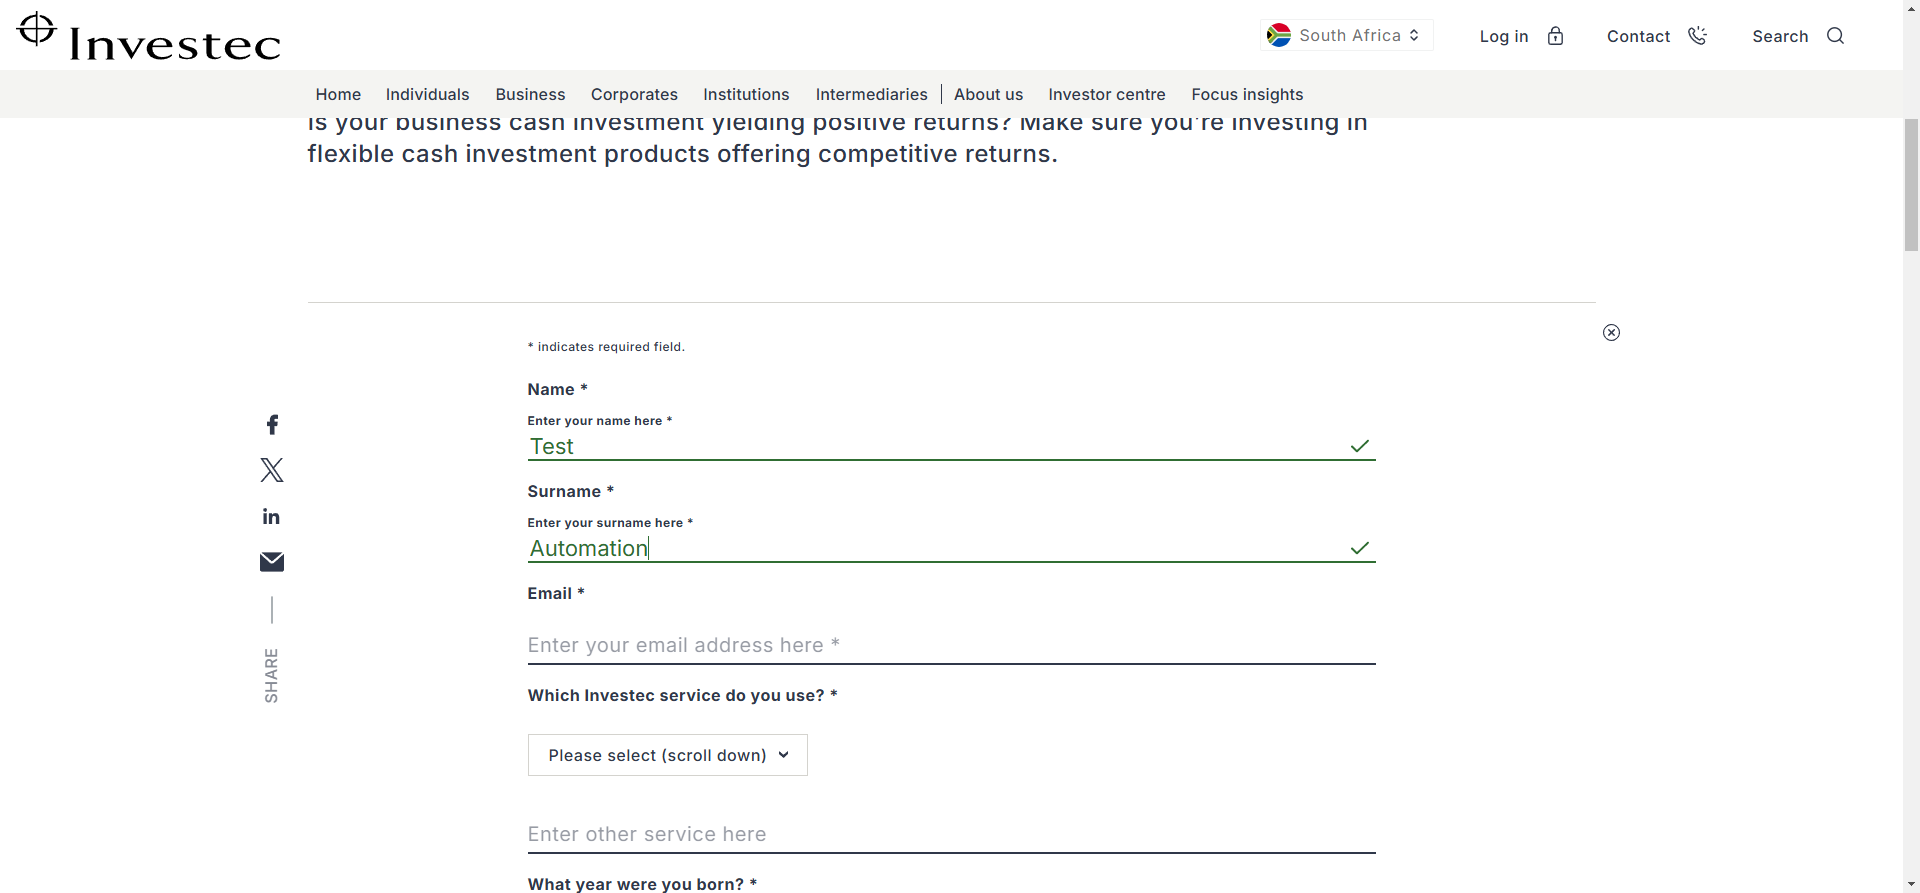 Investec
South Africa
Log in
Contact
Search
Home Individuals Business Corporates Institutions Intermediaries About us Investor centre Focus insights
Is your business cash investment yielding positive returns? Make sure you're investing in
flexible cash investment products offering competitive returns.
* indicates required field.
Name *
Enter your name here *
Test
Surname *
Enter your surname here *
Automation
Email *
Enter your email address here *
Which Investec service do you use? *
Please select (scroll down)
Enter other service here
What year were you born? *
SHARE